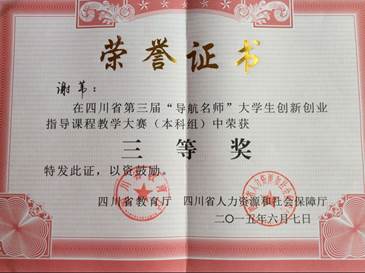 荣誉证书
谢苇：
在四川省第三届“导航名师”大学生创新创业
指导课程教学大赛（本科组）中荣获
三等奖
特发此证，以资鼓励。
四川省教育厅 四川省人力资源和社会保障厅
二〇一五年六月七日